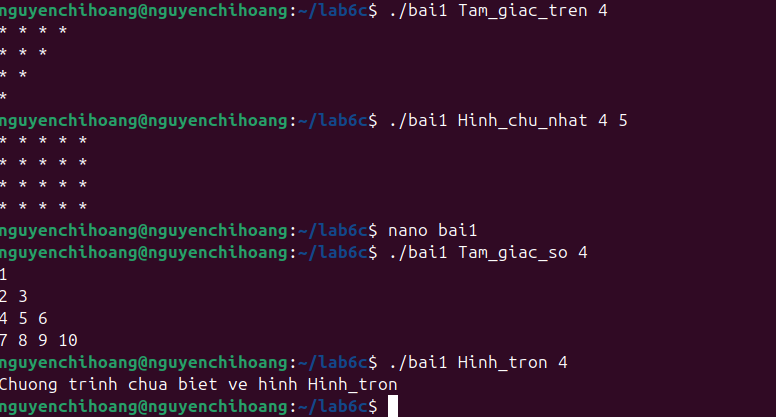 nguyenchihoang@nguyenchihoang:~/lab6c$ ./bai1 Tam_giac_tren 4
* * * *
* * *
* *
*
nguyenchihoang@nguyenchihoang:~/lab6c$ ./bai1 Hinh_chu_nhat 4 5
* * * * *
* * * * *
* * * * *
* * * * *
nguyenchihoang@nguyenchihoang:~/lab6c$ nano bai1
nguyenchihoang@nguyenchihoang:~/lab6c$ ./bai1 Tam_giac_so 4
1
2 3
4 5 6
7 8 9 10
nguyenchihoang@nguyenchihoang:~/lab6c$ ./bai1 Hinh_tron 4
Chuong trinh chua biet ve hinh Hinh_tron
nguyenchihoang@nguyenchihoang:~/lab6c$